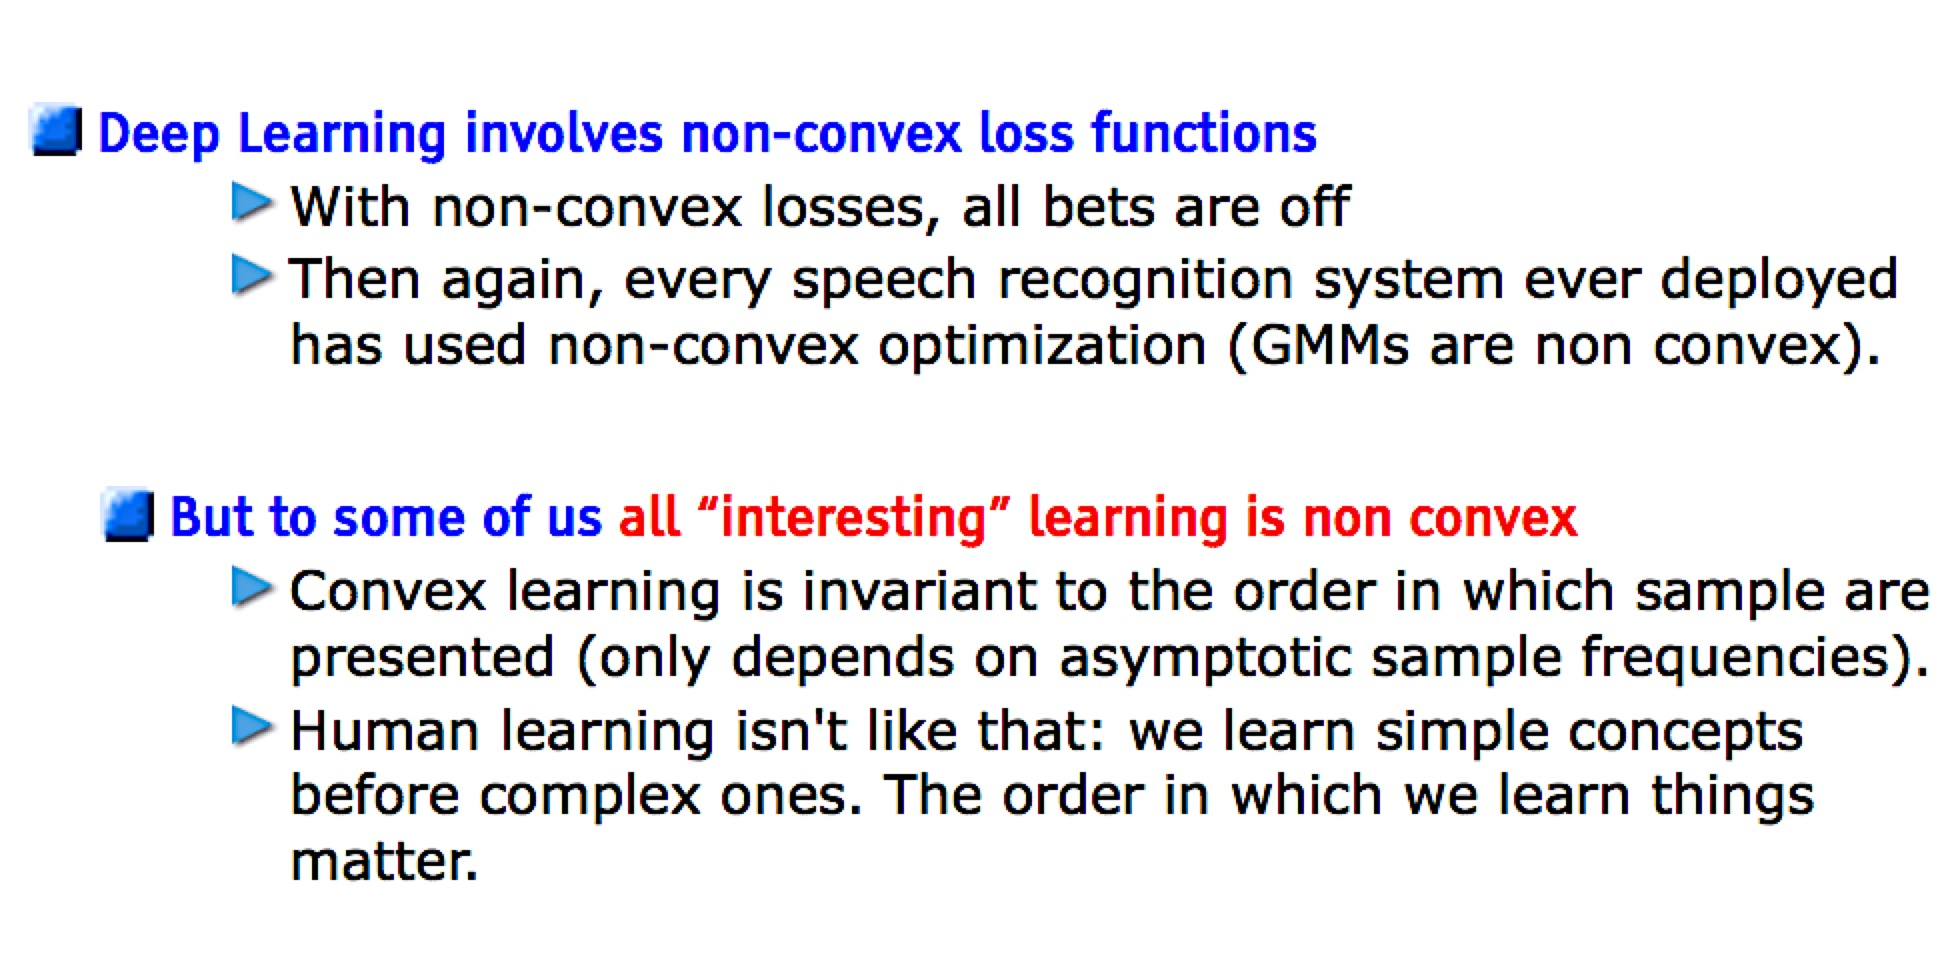 Deep Learning involves non-convex loss functions
With non-convex losses, all bets are off
Then again, every speech recognition system ever deployed
has used non-convex optimization (GMMs are non convex).
But to some of us all “interesting” learning is non convex
Convex learning is invariant to the order in which sample are
presented (only depends on asymptotic sample frequencies).
Human learning isn't like that: we learn simple concepts
before complex ones. The order in which we learn things
matter.